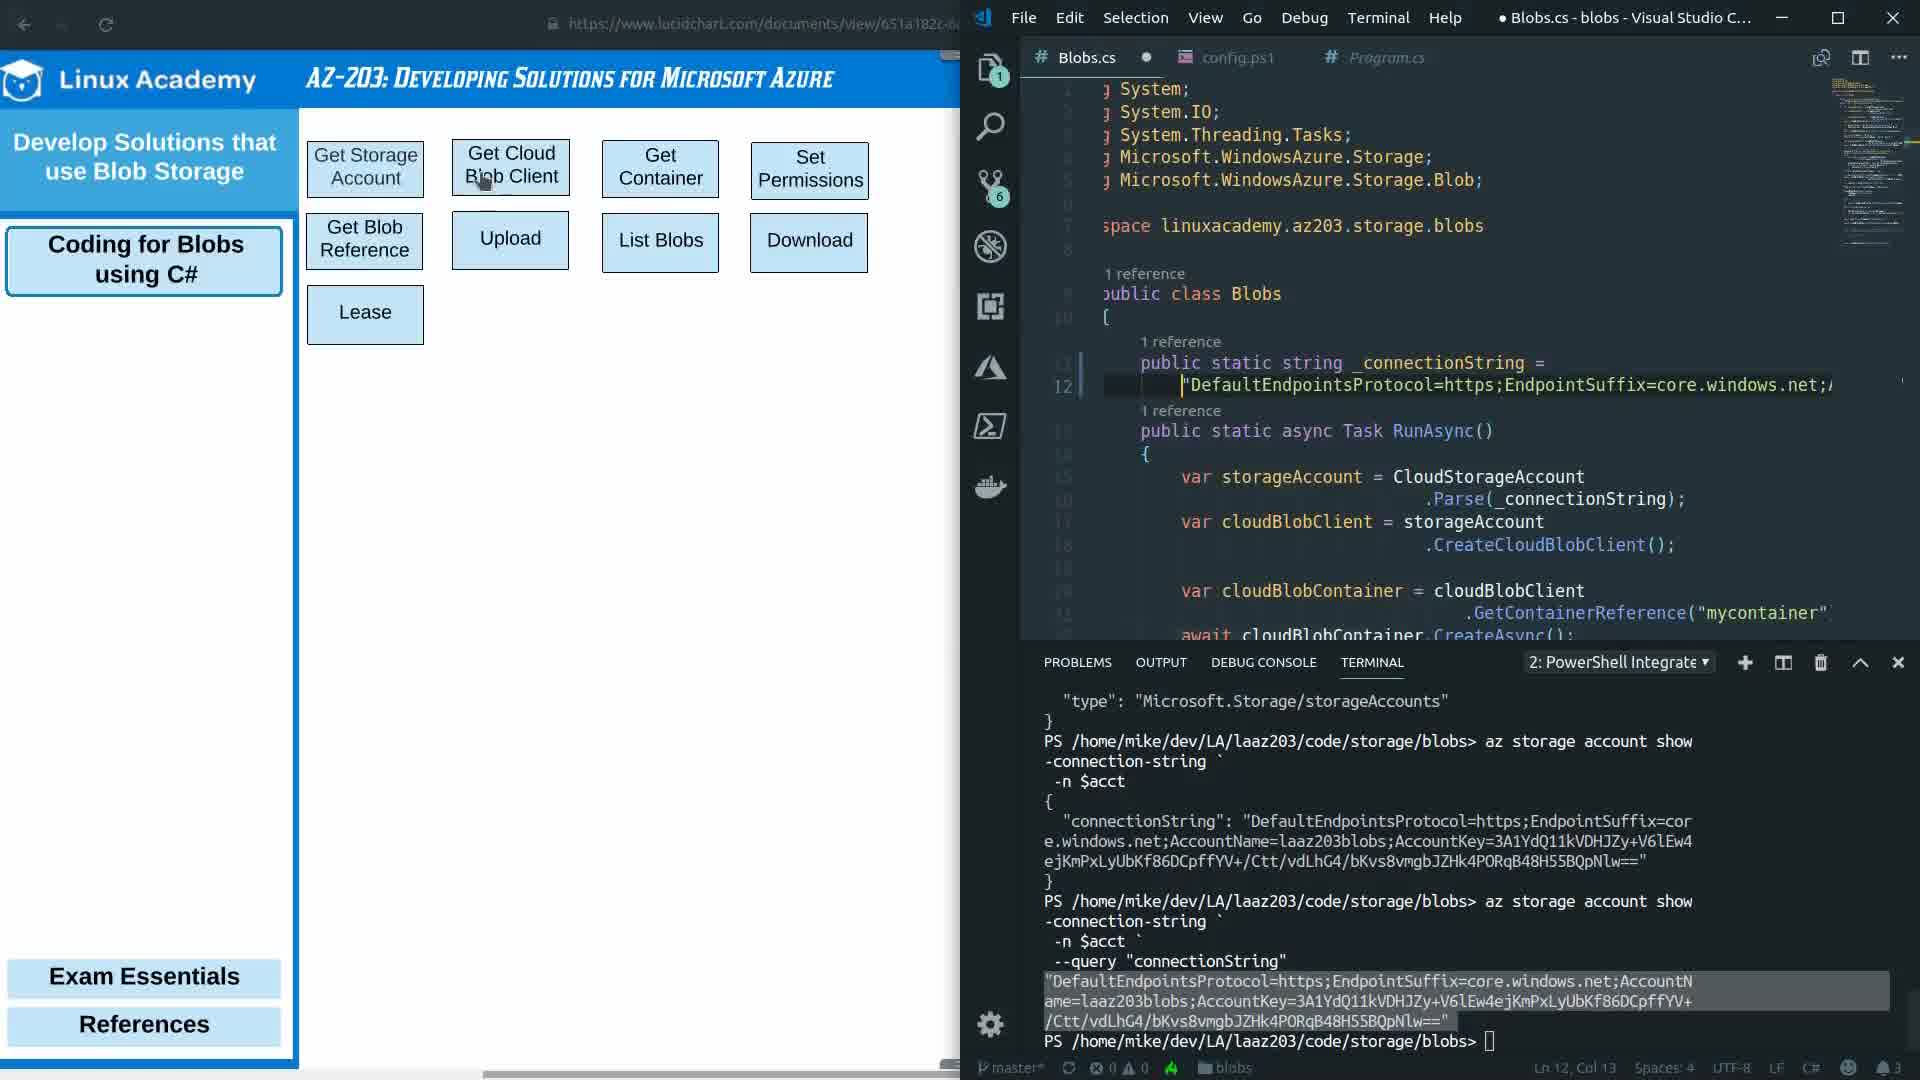 https://www.lucidchart.com/documents/view/651a182c-
Linux Academy
AZ-203: Developing Solutions for Microsoft Azure
Develop Solutions that
use Blob Storage
Coding for Blobs
using C#
Exam Essentials
References
Get Storage
Account
Get Cloud
Blob Client
Get
Container
Set
Permissions
Get Blob
Reference
Upload
List Blobs
Download
Lease
File Edit Selection View Go Debug Terminal Help
● Blobs.cs - blobs - Visual Studio C...
# Blobs.cs ● config.ps1 # Program.cs
1
6
g System;
g System.IO;
g System.Threading.Tasks;
g Microsoft.WindowsAzure.Storage;
g Microsoft.WindowsAzure.Storage.Blob;
space linuxacademy.az203.storage.blobs
1 reference
public class Blobs
{
1 reference
public static string _connectionString =
12 "DefaultEndpointsProtocol=https;EndpointSuffix=core.windows.net;
1 reference
public static async Task RunAsync()
{
var storageAccount = CloudStorageAccount
.Parse(_connectionString);
var cloudBlobClient = storageAccount
.CreateCloudBlobClient();
var cloudBlobContainer = cloudBlobClient
.GetContainerReference("mycontainer"
await cloudBlobContainer.CreateAsync();
PROBLEMS OUTPUT DEBUG CONSOLE TERMINAL 2: PowerShell Integrate
"type": "Microsoft.Storage/storageAccounts"
}
PS /home/mike/dev/LA/laaz203/code/storage/blobs> az storage account show
-connection-string `
-n $acct
{
"connectionString": "DefaultEndpointsProtocol=https;EndpointSuffix=cor
e.windows.net;AccountName=laaz203blobs;AccountKey=3A1YdQ11kVDHJZy+V6lEw4
ejKmPxLyUbKf86DCpffYV+/Ctt/vdLhG4/bKvs8vmgbJZHk4PORqB48H55BQpNlw=="
}
PS /home/mike/dev/LA/laaz203/code/storage/blobs> az storage account show
-connection-string `
-n $acct `
--query "connectionString"
"DefaultEndpointsProtocol=https;EndpointSuffix=core.windows.net;AccountN
ame=laaz203blobs;AccountKey=3A1YdQ11kVDHJZy+V6lEw4ejKmPxLyUbKf86DCpffYV+
/Ctt/vdLhG4/bKvs8vmgbJZHk4PORqB48H55BQpNlw=="
PS /home/mike/dev/LA/laaz203/code/storage/blobs>
master* 0 0 blobs Ln 12, Col 13 Spaces: 4 UTF-8 LF C# 3